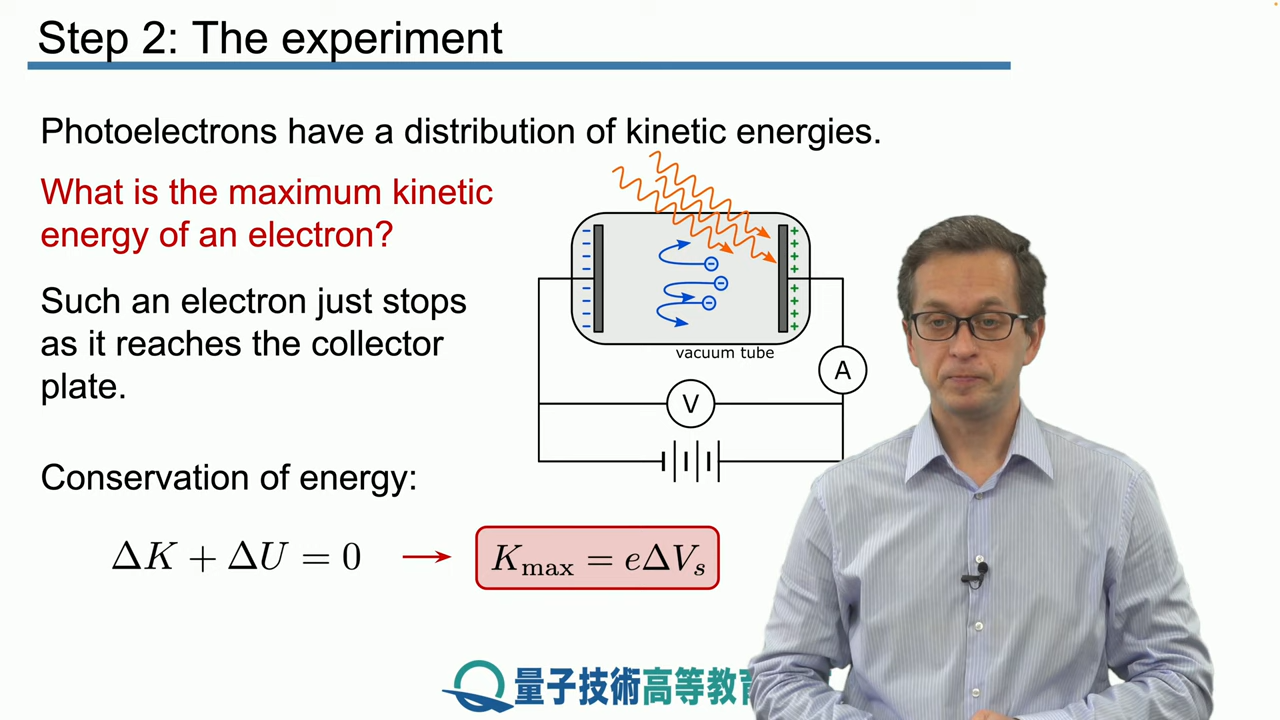 Step 2: The experiment
Photoelectrons have a distribution of kinetic energies.
What is the maximum kinetic
energy of an electron?
Such an electron just stops
as it reaches the collector
plate.
vacuum tube
A
V
Conservation of energy:
ΔK + ΔU = 0 → K_max = eΔV_s
量子技術高等教育